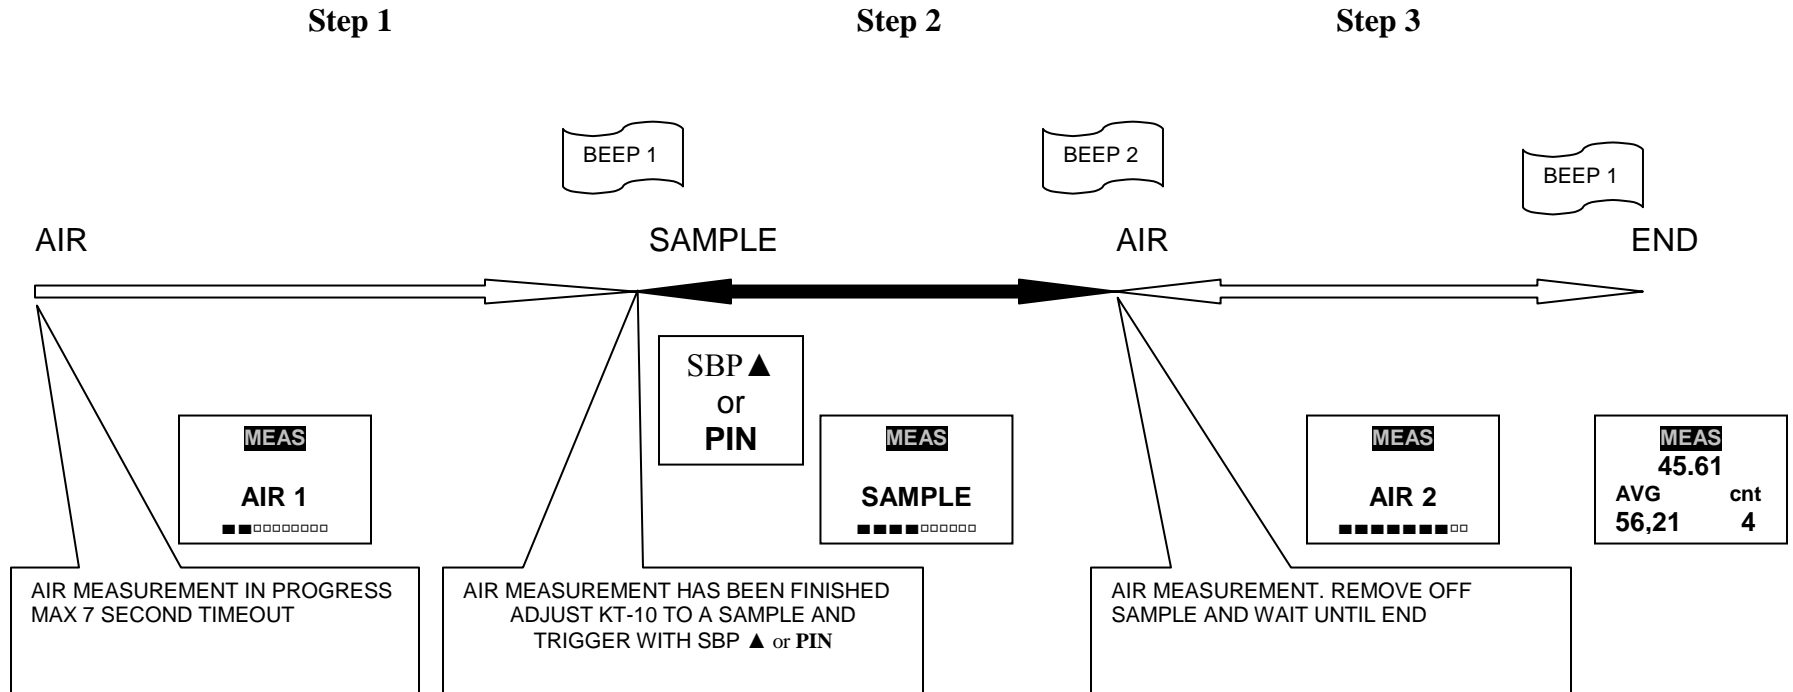 Step 1
Step 2
Step 3
BEEP 1
BEEP 2
BEEP 1
AIR
SAMPLE
AIR
END
SBP ▲
or
PIN
MEAS
AIR 1
MEAS
SAMPLE
MEAS
AIR 2
MEAS
45.61
AVG cnt
56,21 4
AIR MEASUREMENT IN PROGRESS
MAX 7 SECOND TIMEOUT
AIR MEASUREMENT HAS BEEN FINISHED
ADJUST KT-10 TO A SAMPLE AND
TRIGGER WITH SBP ▲ or PIN
AIR MEASUREMENT. REMOVE OFF
SAMPLE AND WAIT UNTIL END